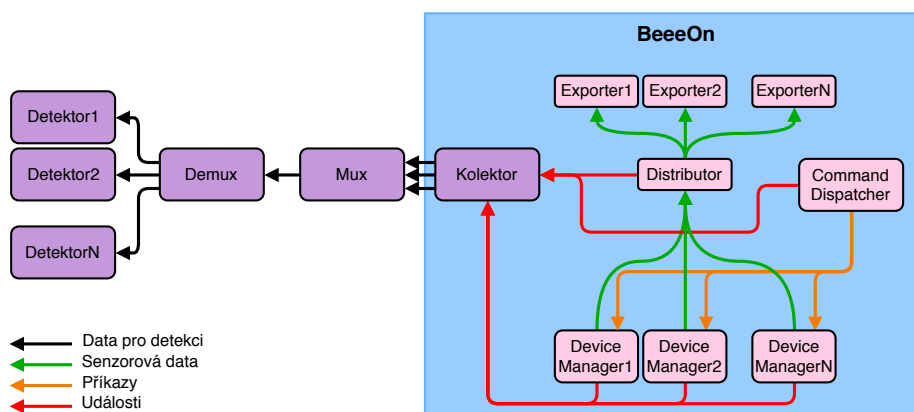 BeeeOn
Exporter1
Exporter2
ExporterN
Detektor1
Detektor2
DetektorN
Demux
Mux
Kolektor
Distributor
Command
Dispatcher
Device
Manager1
Device
Manager2
Device
ManagerN
Data pro detekci
Senzorová data
Příkazy
Události